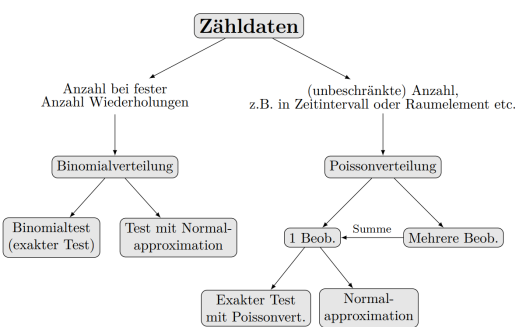 Zähldaten
Anzahl bei fester
Anzahl Wiederholungen
(unbeschränkte) Anzahl,
z.B. in Zeitintervall oder Raumelement etc.
Binomialverteilung
Poissonverteilung
Binomialtest
(exakter Test)
Test mit Normal-
approximation
1 Beob.
Summe
Mehrere Beob.
Exakter Test
mit Poissonvert.
Normal-
approximation